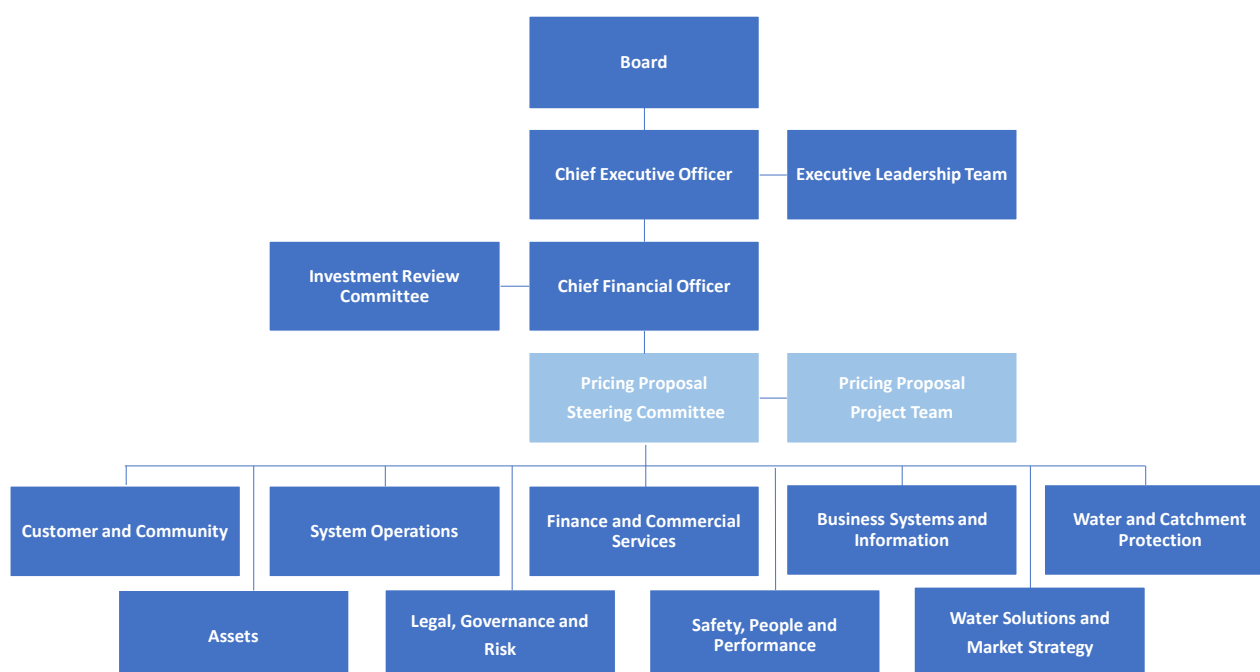 Board
Chief Executive Officer
Executive Leadership Team
Investment Review
Committee
Chief Financial Officer
Pricing Proposal
Steering Committee
Pricing Proposal
Project Team
Customer and Community
System Operations
Finance and Commercial
Services
Business Systems and
Information
Water and Catchment
Protection
Assets
Legal, Governance and
Risk
Safety, People and
Performance
Water Solutions and
Market Strategy